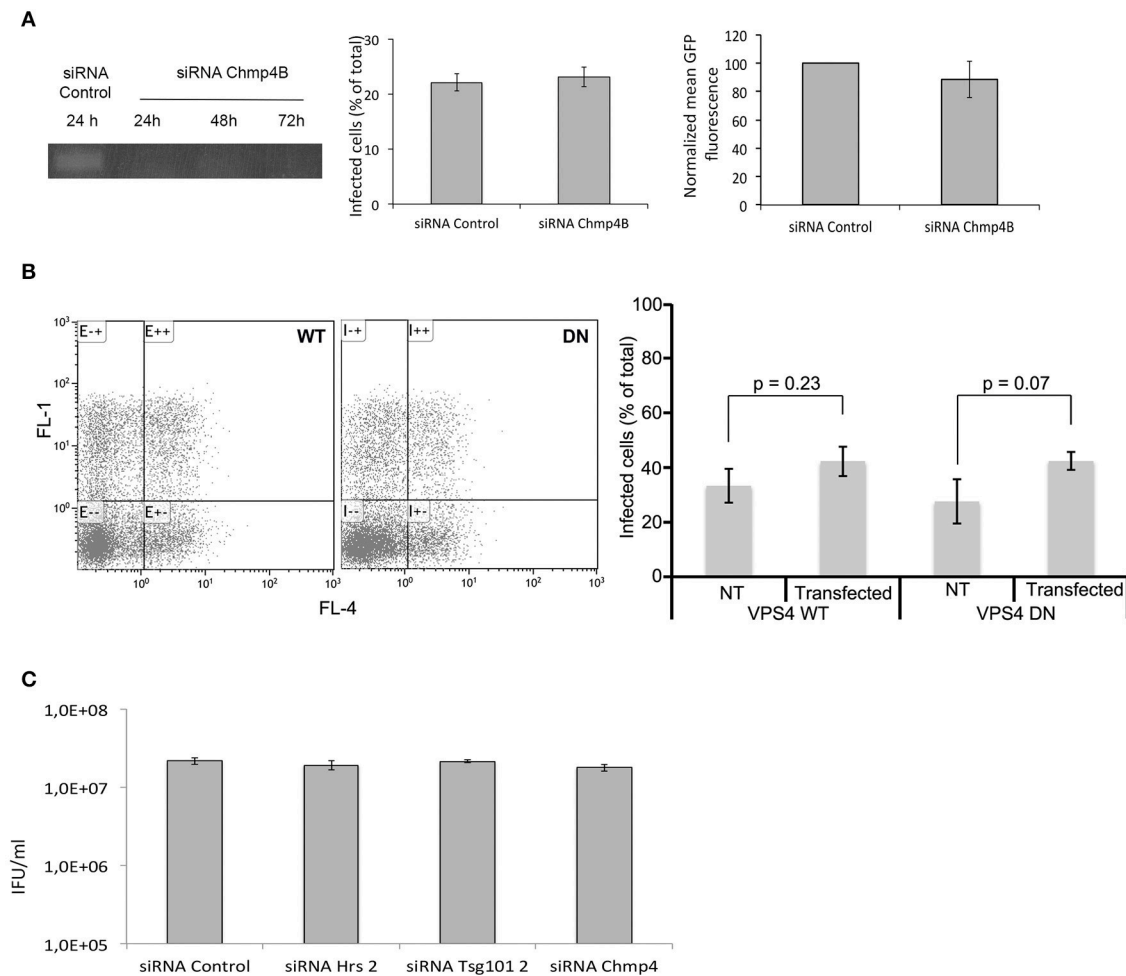 A
siRNA
Control
siRNA Chmp4B
24 h
24h
48h
72h
Infected cells (% of total)
30
20
10
0
siRNA Control
siRNA Chmp4B
Normalized mean GFP
fluorescence
120
100
80
60
40
20
0
siRNA Control
siRNA Chmp4B
B
FL-1
10³
10²
10¹
10⁰
E-+
E++
WT
E--
E+-
10⁰
10¹
10²
10³
I-+
I++
DN
I--
I+-
10⁰
10¹
10²
10³
FL-4
Infected cells (% of total)
100
80
60
40
20
0
p = 0.23
p = 0.07
NT
Transfected
NT
Transfected
VPS4 WT
VPS4 DN
C
IFU/ml
1,0E+08
1,0E+07
1,0E+06
1,0E+05
siRNA Control
siRNA Hrs 2
siRNA Tsg101 2
siRNA Chmp4